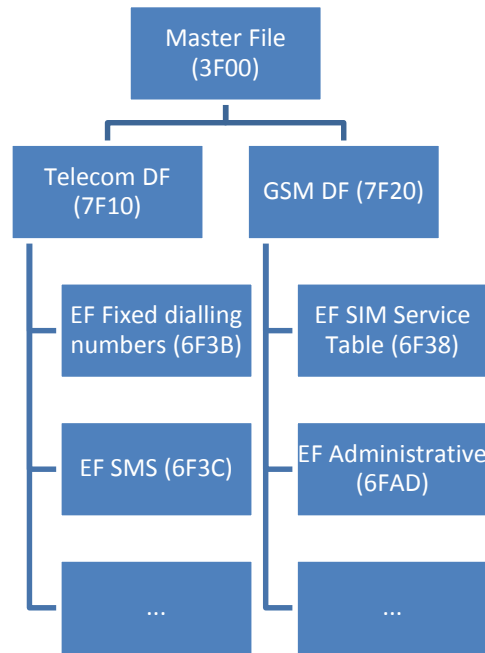 Master File
(3F00)
Telecom DF
(7F10)
GSM DF (7F20)
EF Fixed dialling
numbers (6F3B)
EF SIM Service
Table (6F38)
EF SMS (6F3C)
EF Administrative
(6FAD)
...
...